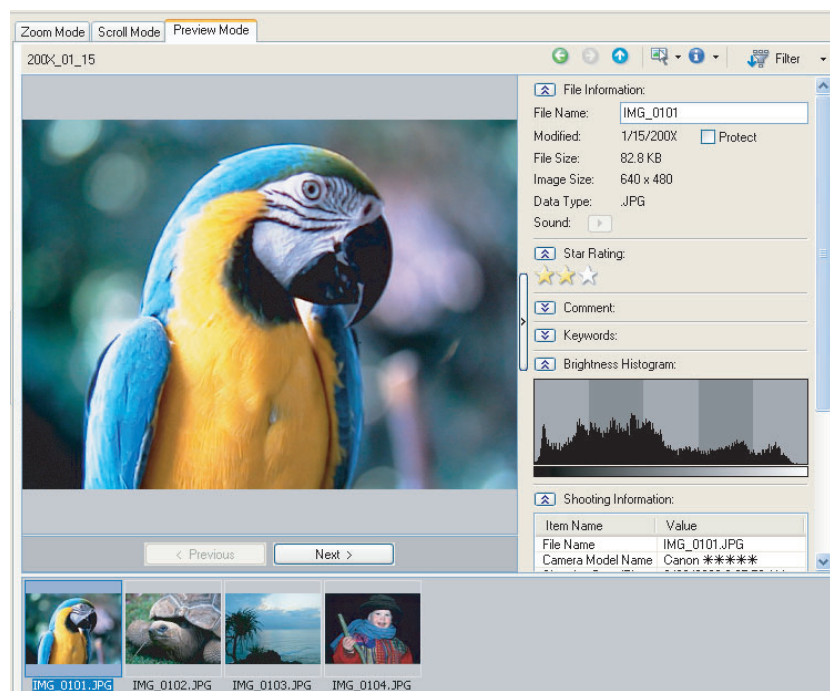 Zoom Mode Scroll Mode Preview Mode
200X_01_15
Filter
File Information:
File Name: IMG_0101
Modified: 1/15/200X Protect
File Size: 82.8 KB
Image Size: 640 x 480
Data Type: .JPG
Sound:
Star Rating:
Comment:
Keywords:
Brightness Histogram:
Shooting Information:
Item Name Value
File Name IMG_0101.JPG
Camera Model Name Canon ✳✳✳✳✳
< Previous Next >
IMG_0101.JPG IMG_0102.JPG IMG_0103.JPG IMG_0104.JPG